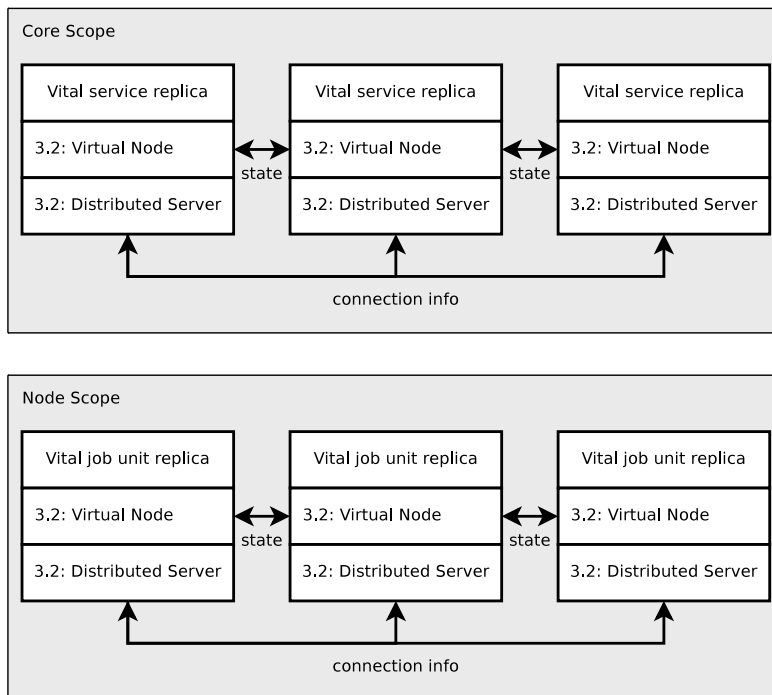 Core Scope
Vital service replica
Vital service replica
Vital service replica
3.2: Virtual Node
3.2: Virtual Node
3.2: Virtual Node
state
state
3.2: Distributed Server
3.2: Distributed Server
3.2: Distributed Server
connection info
Node Scope
Vital job unit replica
Vital job unit replica
Vital job unit replica
3.2: Virtual Node
3.2: Virtual Node
3.2: Virtual Node
state
state
3.2: Distributed Server
3.2: Distributed Server
3.2: Distributed Server
connection info